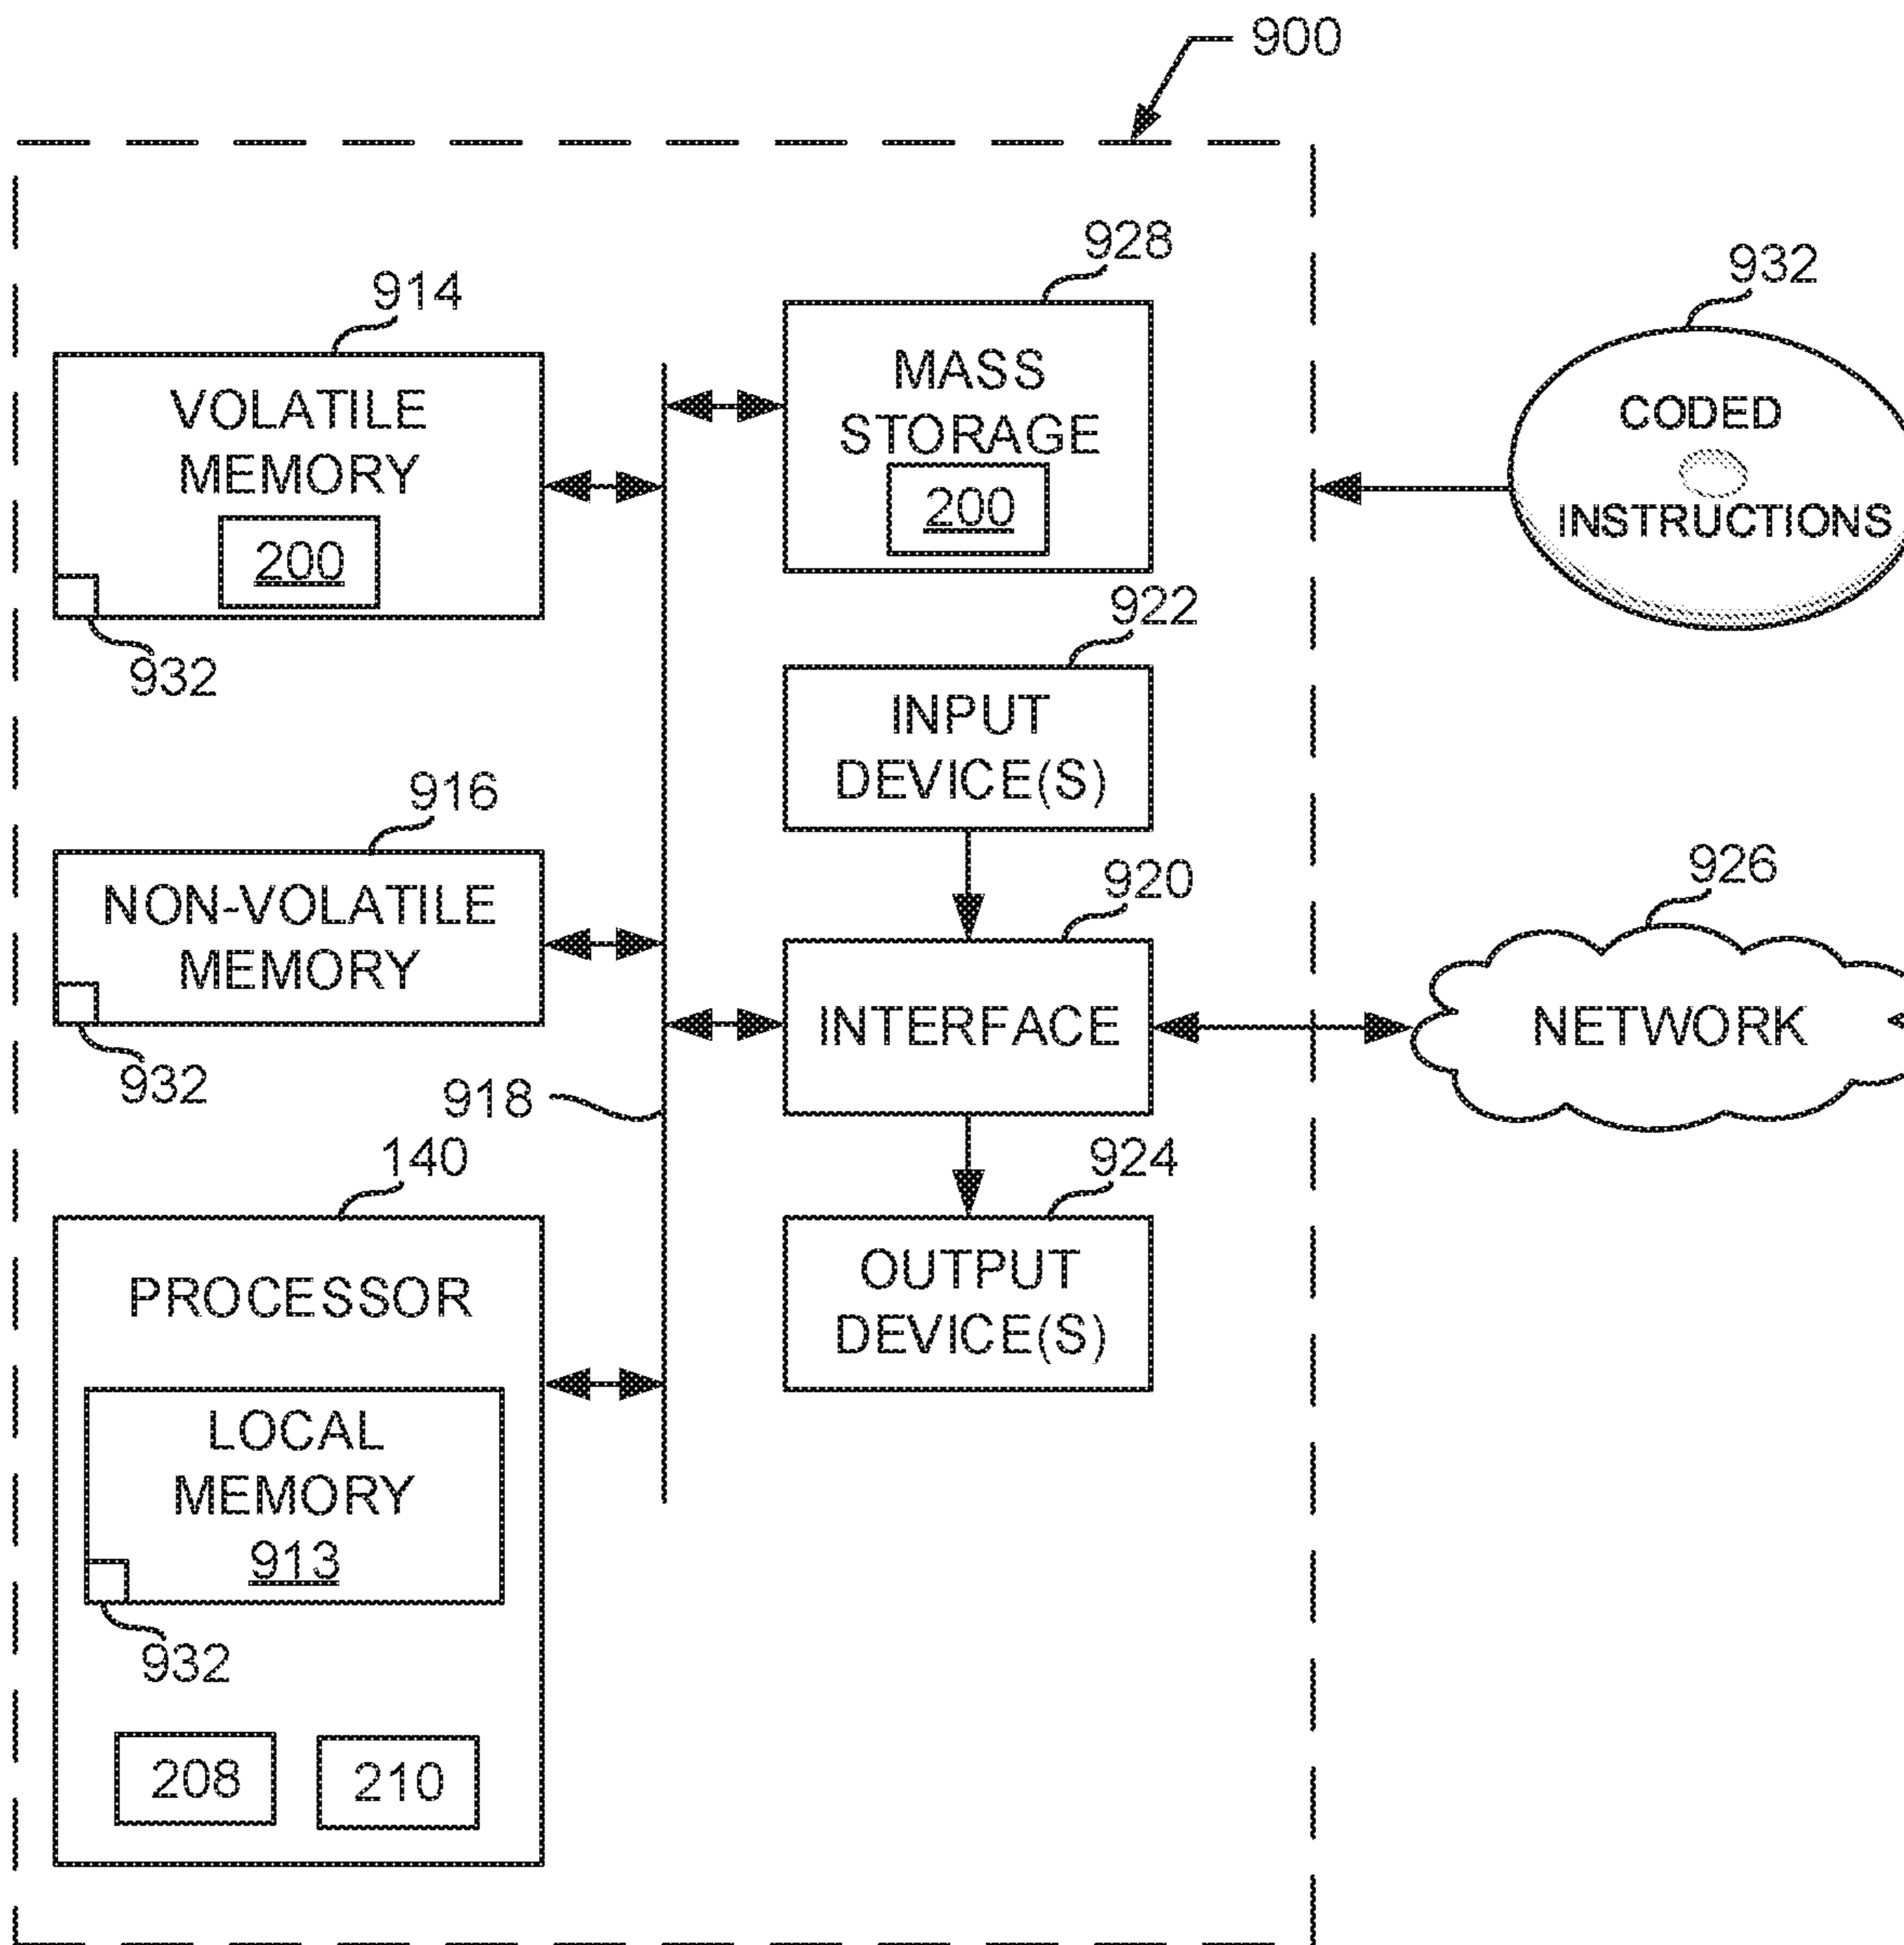 900
914
VOLATILE
MEMORY
200
932
928
MASS
STORAGE
200
922
INPUT
DEVICE(S)
916
NON-VOLATILE
MEMORY
932
920
INTERFACE
918
140
PROCESSOR
LOCAL
MEMORY
913
932
208
210
924
OUTPUT
DEVICE(S)
932
CODED
INSTRUCTIONS
926
NETWORK